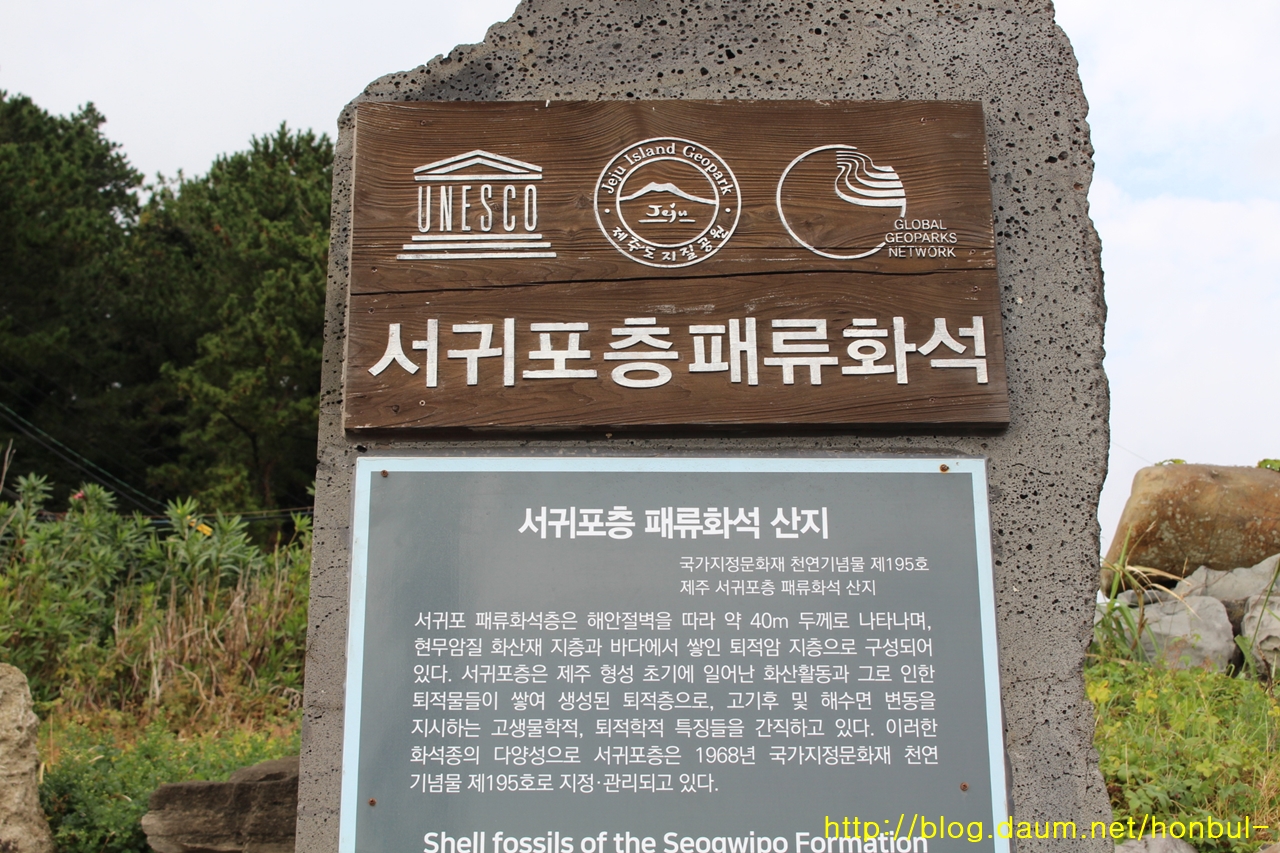 UNESCO
Jeju Island Geopark
Jeju
제주도지질공원
GLOBAL
GEOPARKS
NETWORK
서귀포층패류화석
서귀포층 패류화석 산지
국가지정문화재 천연기념물 제195호
제주 서귀포층 패류화석 산지
서귀포 패류화석층은 해안절벽을 따라 약 40m 두께로 나타나며,
현무암질 화산재 지층과 바다에서 쌓인 퇴적암 지층으로 구성되어
있다. 서귀포층은 제주 형성 초기에 일어난 화산활동과 그로 인한
퇴적물들이 쌓여 생성된 퇴적층으로, 고기후 및 해수면 변동을
지시하는 고생물학적, 퇴적학적 특징들을 간직하고 있다. 이러한
화석종의 다양성으로 서귀포층은 1968년 국가지정문화재 천연
기념물 제195호로 지정·관리되고 있다.
Shell fossils of the Seogwipo Formation
http://blog.daum.net/honbul-